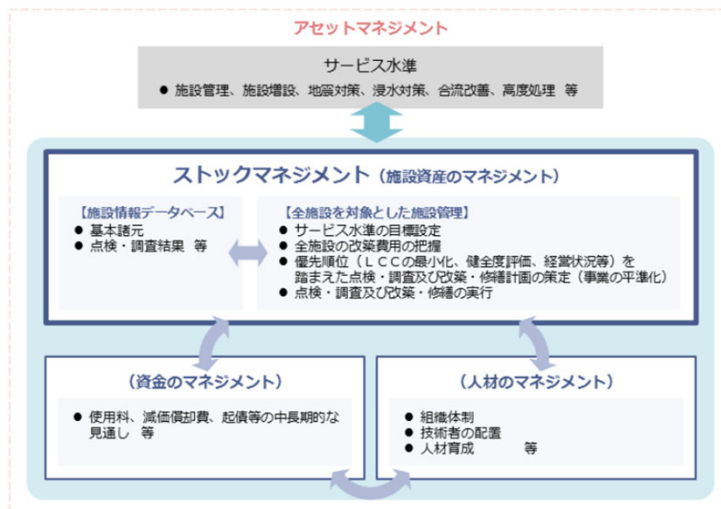 アセットマネジメント
サービス水準
● 施設管理、施設増設、地震対策、浸水対策、合流改善、高度処理 等
ストックマネジメント（施設資産のマネジメント）
【施設情報データベース】
● 基本諸元
● 点検・調査結果 等
【全施設を対象とした施設管理】
● サービス水準の目標設定
● 全施設の改築費用の把握
● 優先順位（ＬＣＣの最小化、健全度評価、経営状況等）を
踏まえた点検・調査及び改築・修繕計画の策定（事業の平準化）
● 点検・調査及び改築・修繕の実行
（資金のマネジメント）
● 使用料、減価償却費、起債等の中長期的な
見通し 等
（人材のマネジメント）
● 組織体制
● 技術者の配置
● 人材育成 等